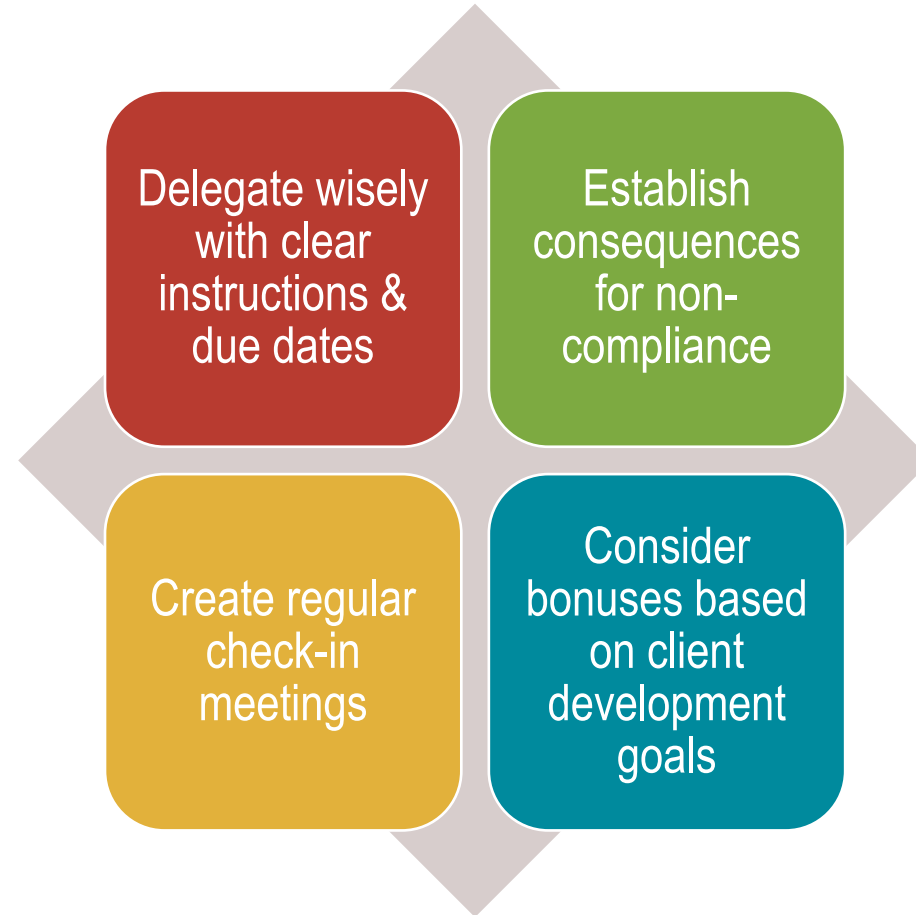 Delegate wisely
with clear
instructions &
due dates
Establish
consequences
for non-
compliance
Create regular
check-in
meetings
Consider
bonuses based
on client
development
goals